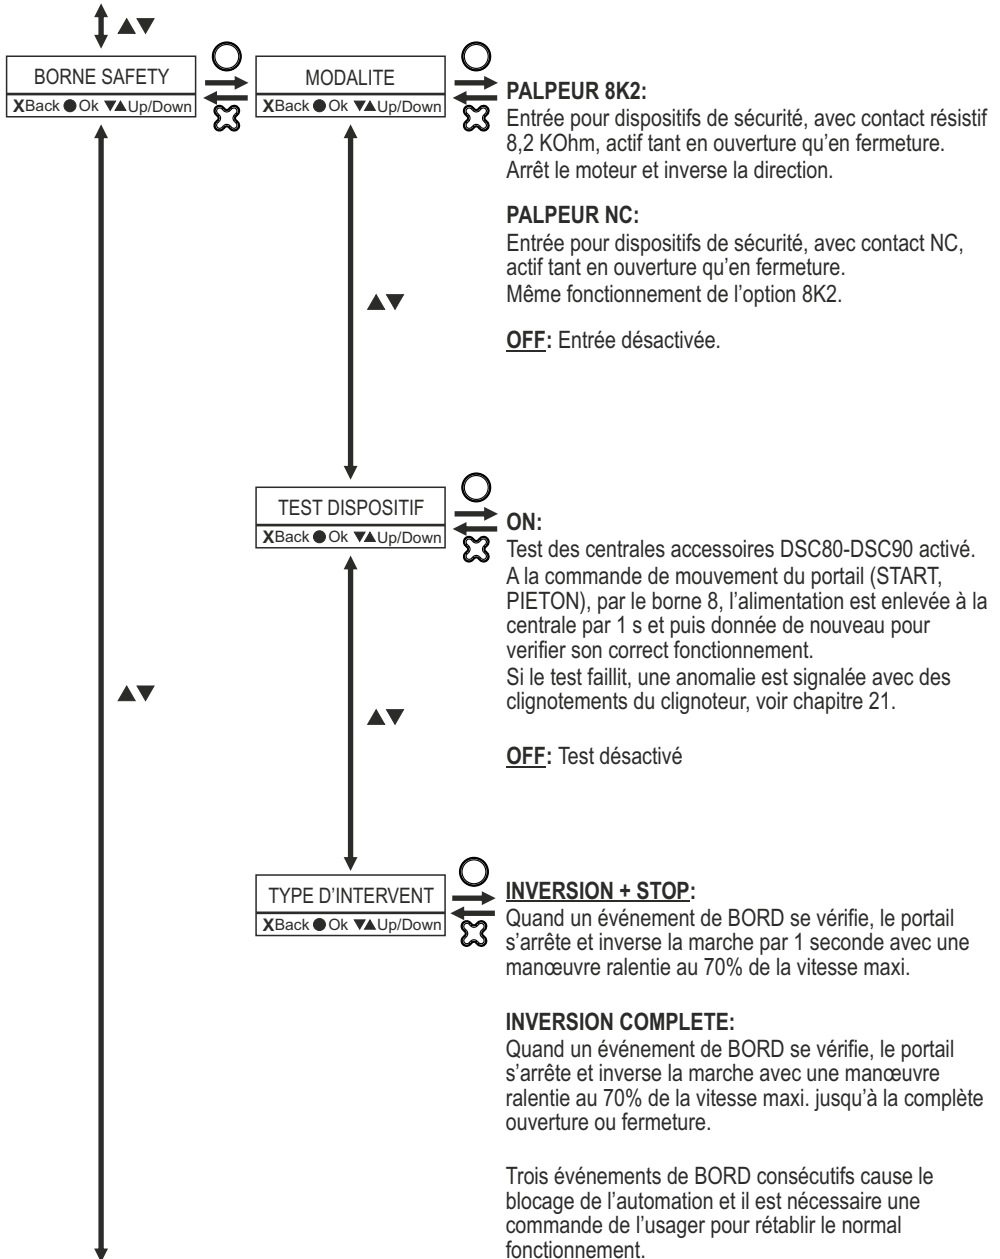 BORNE SAFETY
XBack ● Ok ▼▲Up/Down
MODALITE
XBack ● Ok ▼▲Up/Down
PALPEUR 8K2:
Entrée pour dispositifs de sécurité, avec contact résistif
8,2 KOhm, actif tant en ouverture qu'en fermeture.
Arrêt le moteur et inverse la direction.
PALPEUR NC:
Entrée pour dispositifs de sécurité, avec contact NC,
actif tant en ouverture qu'en fermeture.
Même fonctionnement de l'option 8K2.
OFF: Entrée désactivée.
TEST DISPOSITIF
XBack ● Ok ▼▲Up/Down
ON:
Test des centrales accessoires DSC80-DSC90 activé.
A la commande de mouvement du portail (START,
PIETON), par le borne 8, l'alimentation est enlevée à la
centrale par 1 s et puis donnée de nouveau pour
verifier son correct fonctionnement.
Si le test faillit, une anomalie est signalée avec des
clignotements du clignoteur, voir chapitre 21.
OFF: Test désactivé
TYPE D'INTERVENT
XBack ● Ok ▼▲Up/Down
INVERSION + STOP:
Quand un événement de BORD se vérifie, le portail
s'arrête et inverse la marche par 1 seconde avec une
manœuvre ralentie au 70% de la vitesse maxi.
INVERSION COMPLETE:
Quand un événement de BORD se vérifie, le portail
s'arrête et inverse la marche avec une manœuvre
ralentie au 70% de la vitesse maxi. jusqu'à la complète
ouverture ou fermeture.
Trois événements de BORD consécutifs cause le
blocage de l'automation et il est nécessaire une
commande de l'usager pour rétablir le normal
fonctionnement.